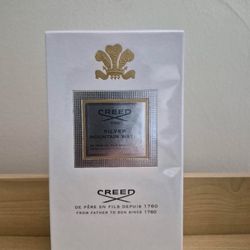 CREED
SILVER
MOUNTAIN WATER
CREED
DE PÈRE EN FILS DEPUIS 1760
FROM FATHER TO SON SINCE 1760